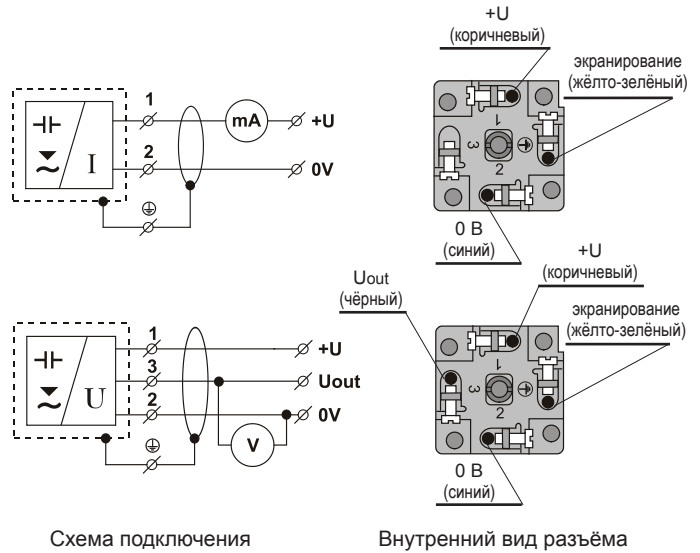 +U
(коричневый)
экранирование
(жёлто-зелёный)
1
mA
+U
I
2
0V
1
3
2
0 В
(синий)
Uout
(чёрный)
+U
(коричневый)
экранирование
(жёлто-зелёный)
1
+U
3
Uout
U
2
0V
V
1
3
2
0 В
(синий)
Схема подключения
Внутренний вид разъёма